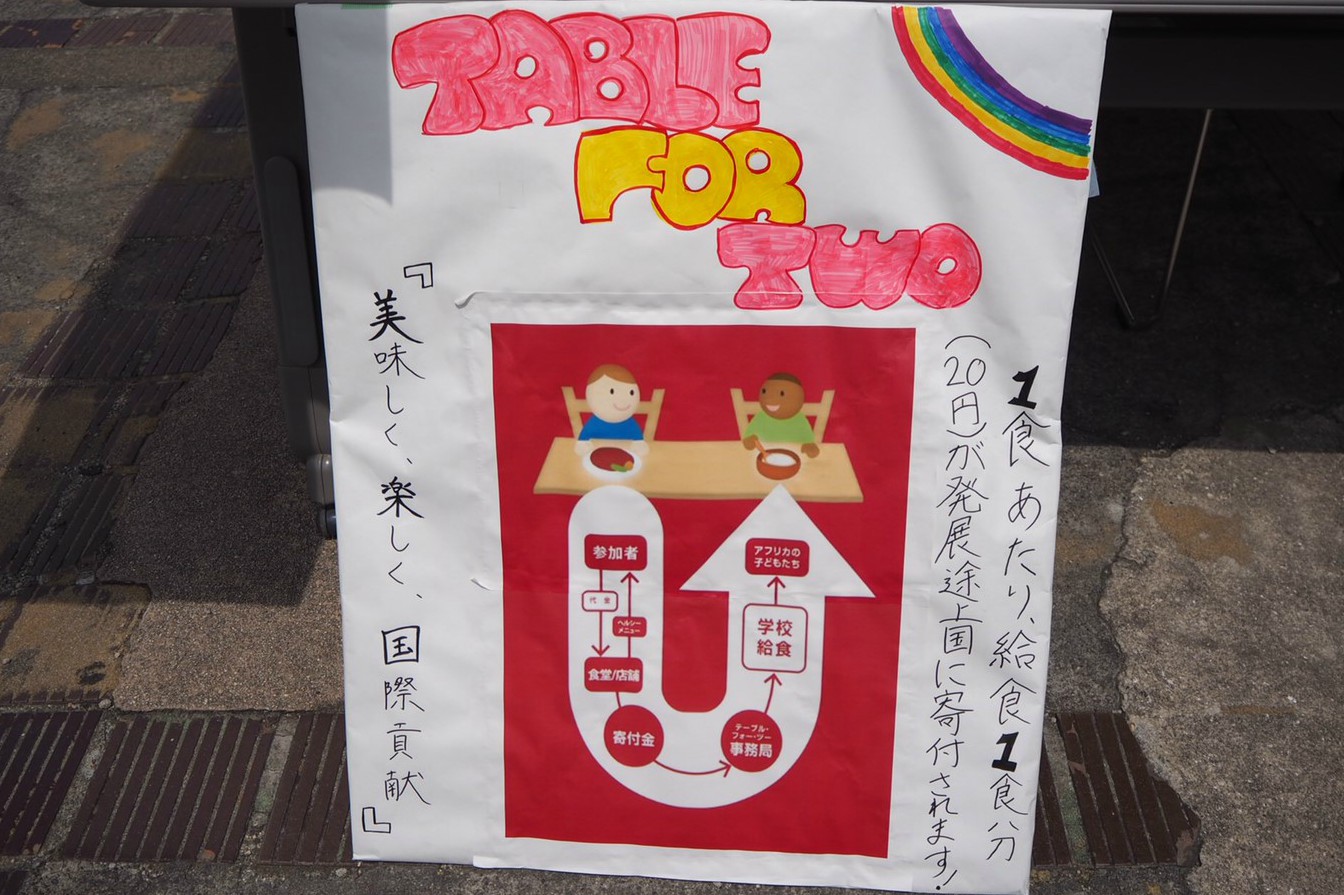 TABLE
FOR
TWO
1食あたり、給食1食分
(20円)が発展途上国に寄付されます!
『美味しく、楽しく、国際貢献』
参加者
代金
ヘルシー
メニュー
食堂/店舗
寄付金
テーブル・
フォー・ツー
事務局
学校
給食
アフリカの
子どもたち